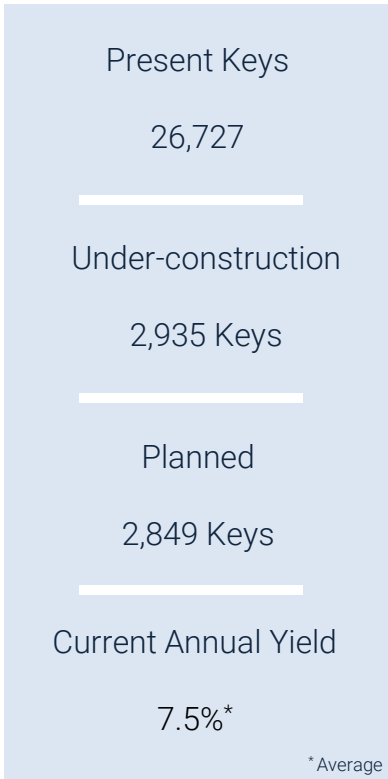 Present Keys
26,727
Under-construction
2,935 Keys
Planned
2,849 Keys
Current Annual Yield
7.5%*
*Average